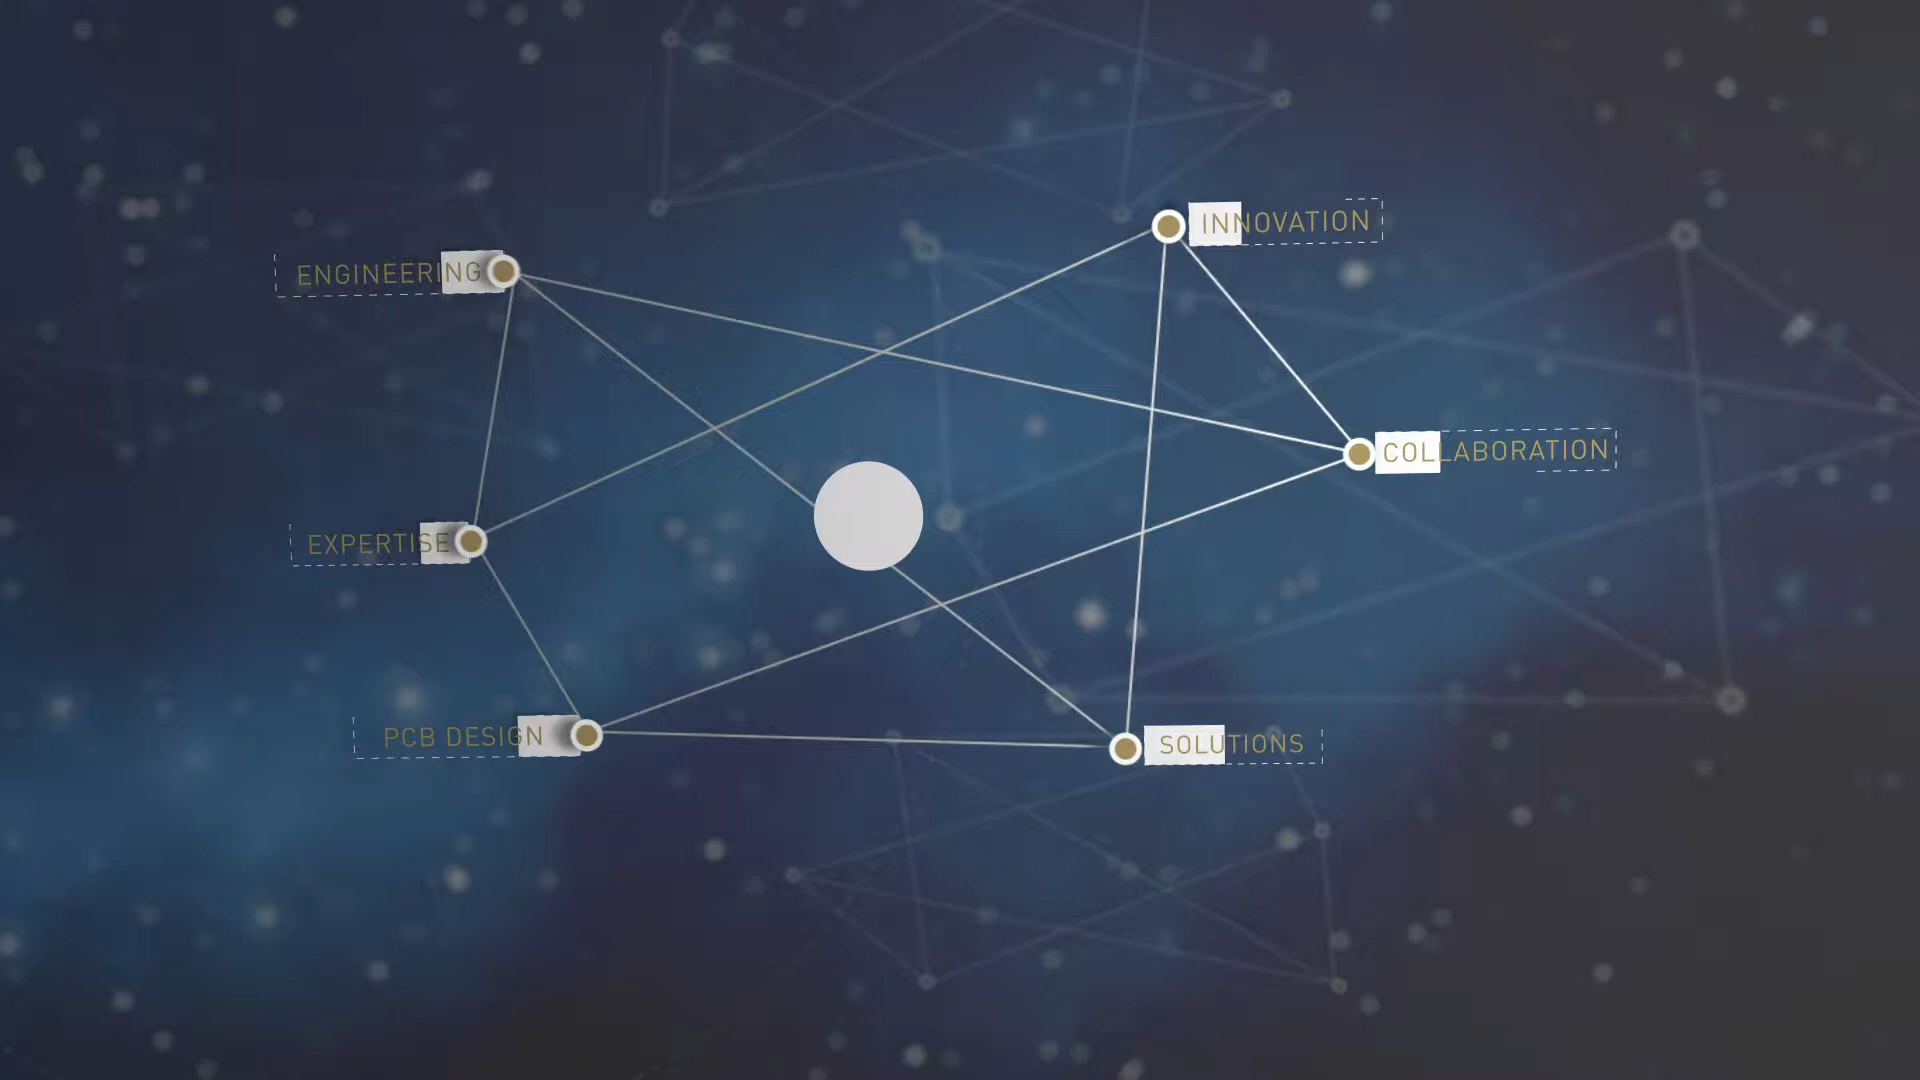 INNOVATION
ENGINEERING
COLLABORATION
EXPERTISE
PCB DESIGN
SOLUTIONS